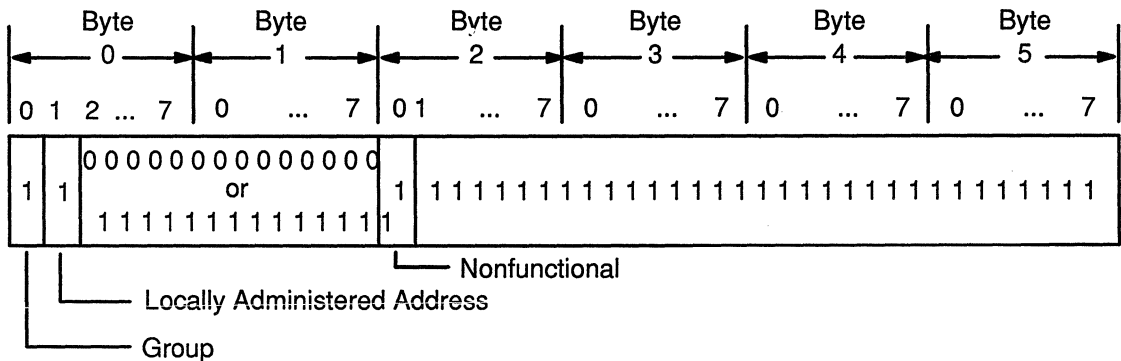 Byte Byte Byte Byte Byte Byte
0 1 2 3 4 5
0 1 2 ... 7 0 ... 7 0 1 ... 7 0 ... 7 0 ... 7 0 ... 7
0 0 0 0 0 0 0 0 0 0 0 0 0 0
1 1 or 1 1 1 1 1 1 1 1 1 1 1 1 1 1 1 1 1 1 1 1 1 1 1 1 1 1 1 1 1 1 1 1
1 1 1 1 1 1 1 1 1 1 1 1 1 1
Nonfunctional
Locally Administered Address
Group